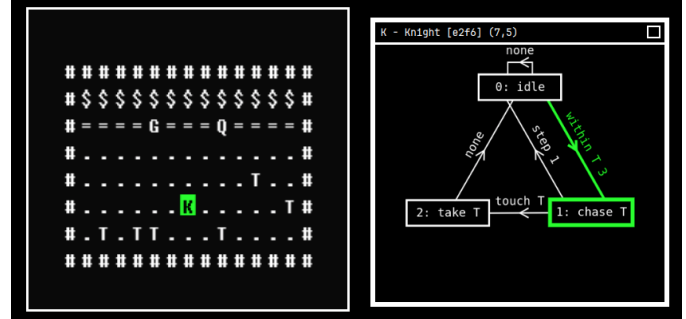 # # # # # # # # # # # # # # #
# $ $ $ $ $ $ $ $ $ $ $ $ $ #
# = = = = G = = = Q = = = = #
# . . . . . . . . . . . . . #
# . . . . . . . . . . T . . #
# . . . . . . K . . . . . T #
# . T . T T . . . T . . . . #
# # # # # # # # # # # # # # #
K - Knight [e2f6] (7,5)
none
0: idle
within T 3
step 1
none
touch T
2: take T
1: chase T